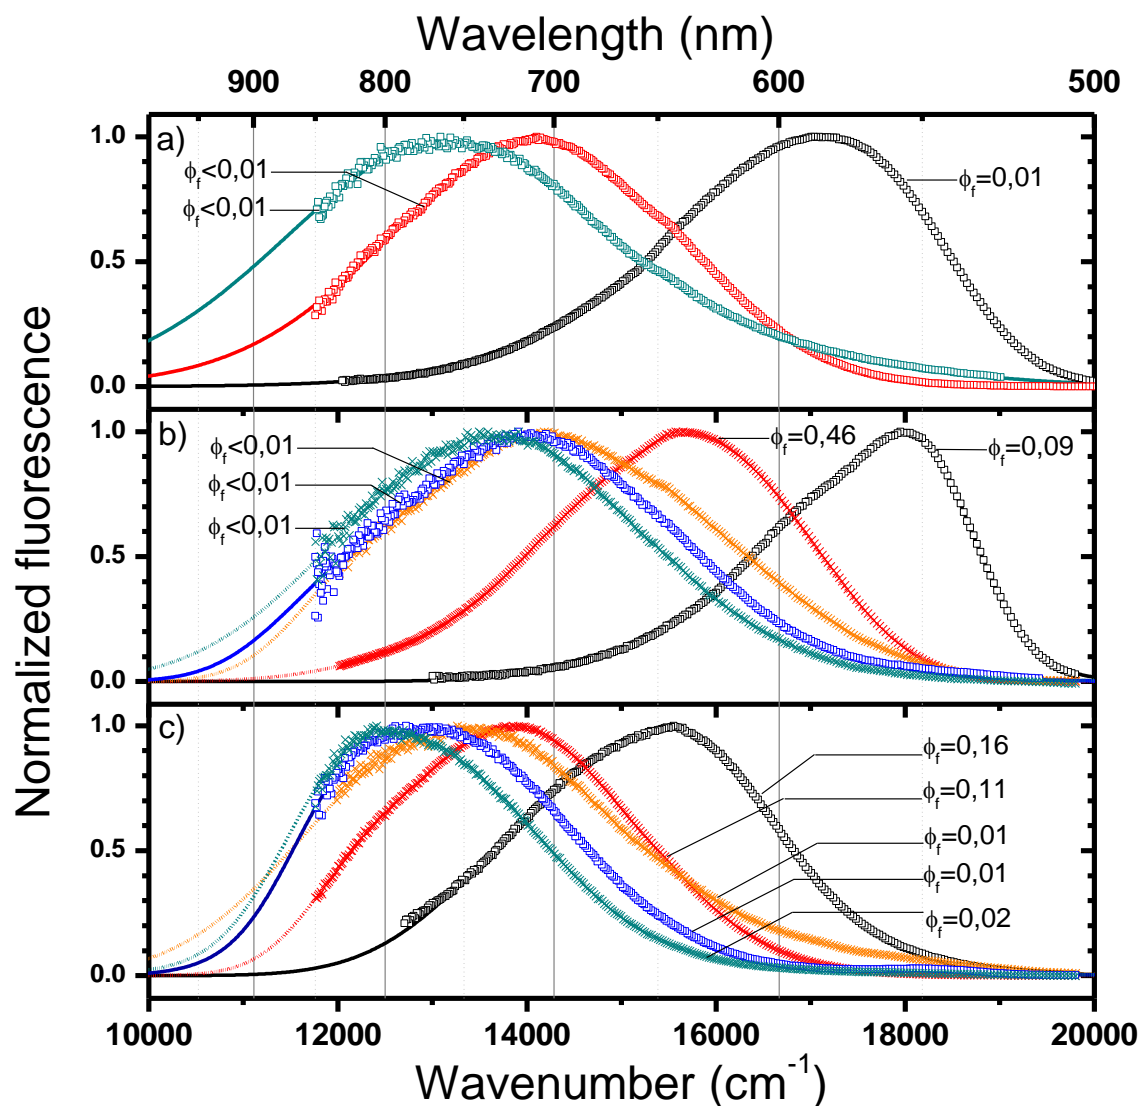 Wavelength (nm)
900 800 700 600 500
Normalized fluorescence
a)
1.0
0.5
0.0
ϕf<0,01
ϕf<0,01
ϕf=0,01
b)
1.0
0.5
0.0
ϕf<0,01
ϕf<0,01
ϕf<0,01
ϕf=0,46
ϕf=0,09
c)
1.0
0.5
0.0
ϕf=0,16
ϕf=0,11
ϕf=0,01
ϕf=0,01
ϕf=0,02
10000 12000 14000 16000 18000 20000
Wavenumber (cm⁻¹)